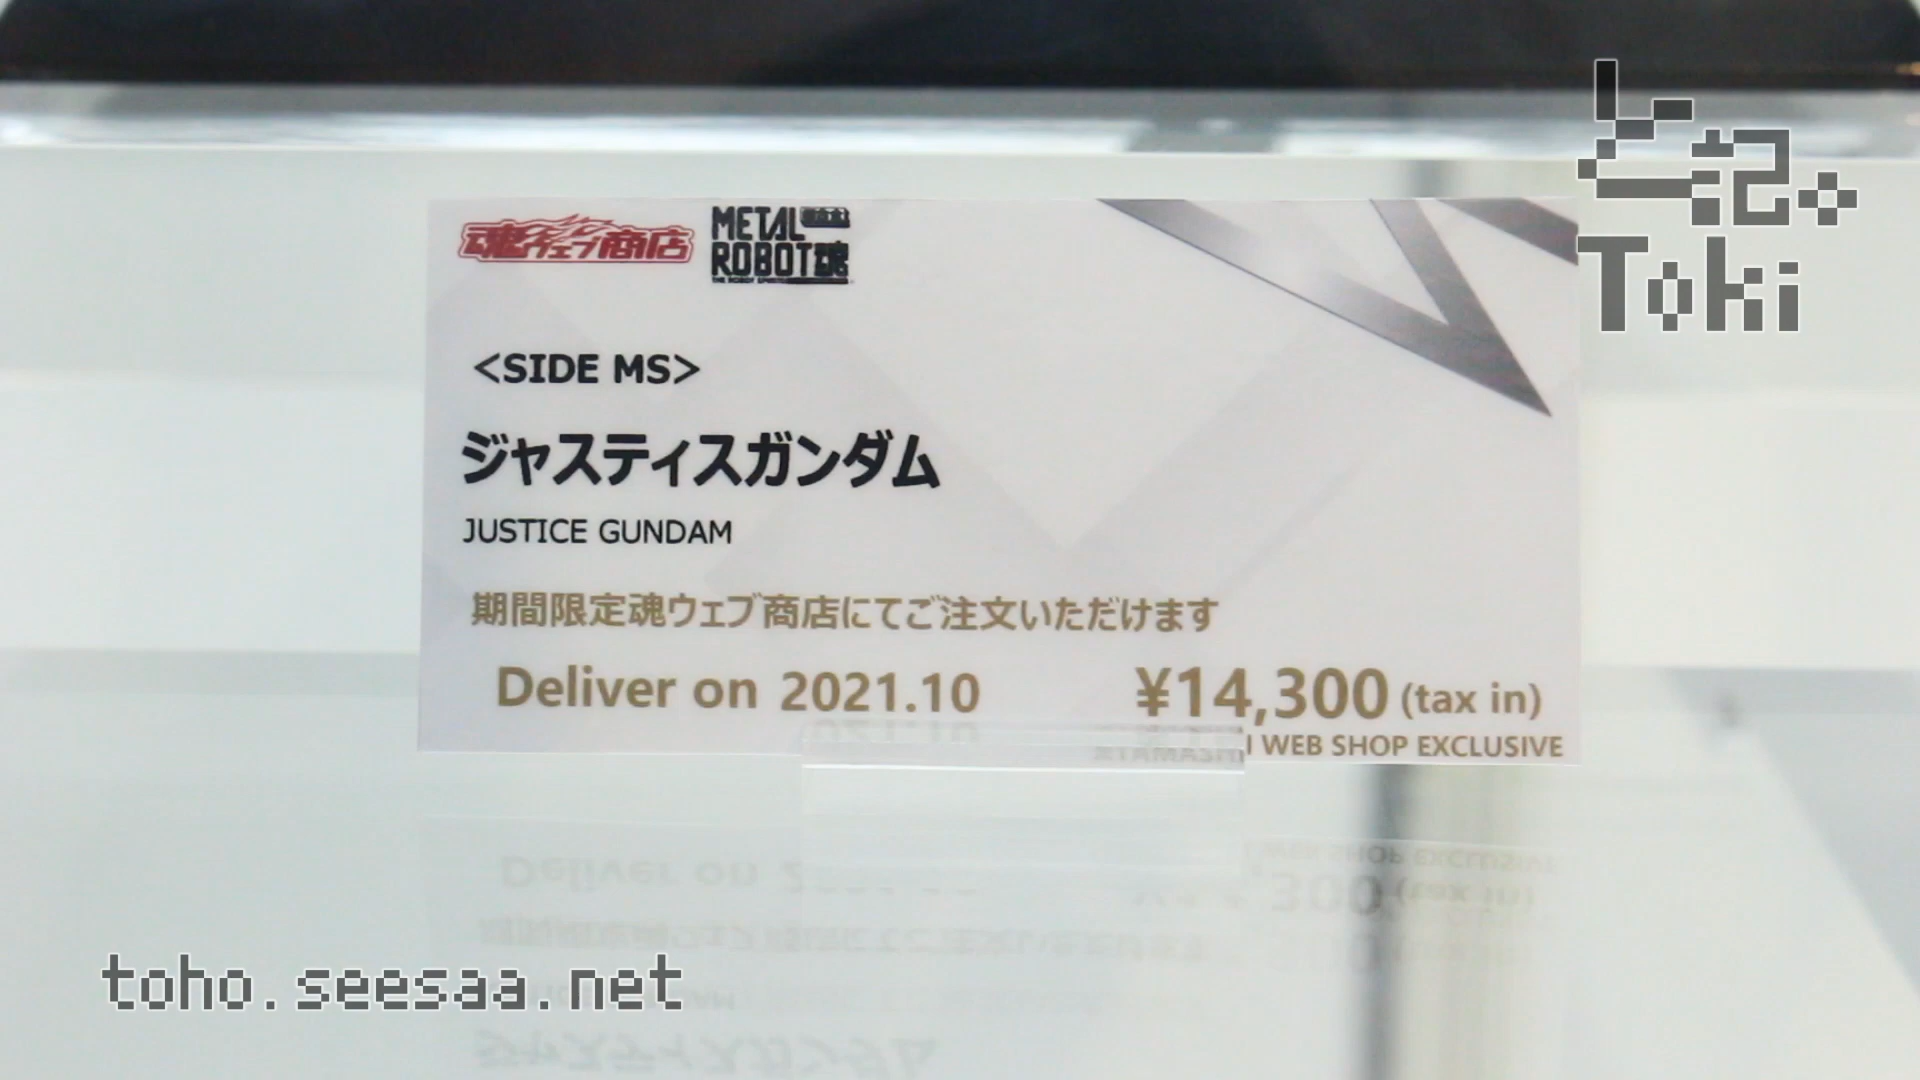 魂ウェブ商店
METAL
ROBOT魂
<SIDE MS>
ジャスティスガンダム
JUSTICE GUNDAM
期間限定魂ウェブ商店にてご注文いただけます
Deliver on 2021.10
¥14,300 (tax in)
※TAMASHII WEB SHOP EXCLUSIVE
と記。
Toki
toho.seesaa.net